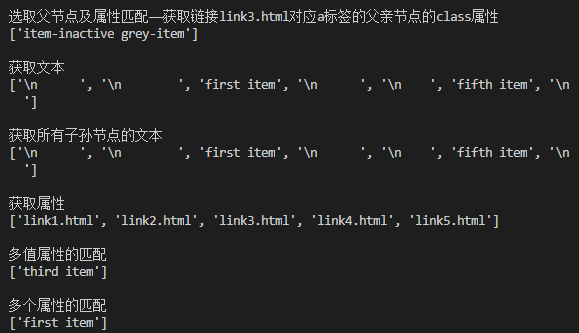 选取父节点及属性匹配—获取链接link3.html对应a标签的父亲节点的class属性
['item-inactive grey-item']
获取文本
['\n      ', '\n        ', 'first item', '\n      ', '\n    ', 'fifth item', '\n
  ']
获取所有子孙节点的文本
['\n      ', '\n        ', 'first item', '\n      ', '\n    ', 'fifth item', '\n
  ']
获取属性
['link1.html', 'link2.html', 'link3.html', 'link4.html', 'link5.html']
多值属性的匹配
['third item']
多个属性的匹配
['first item']